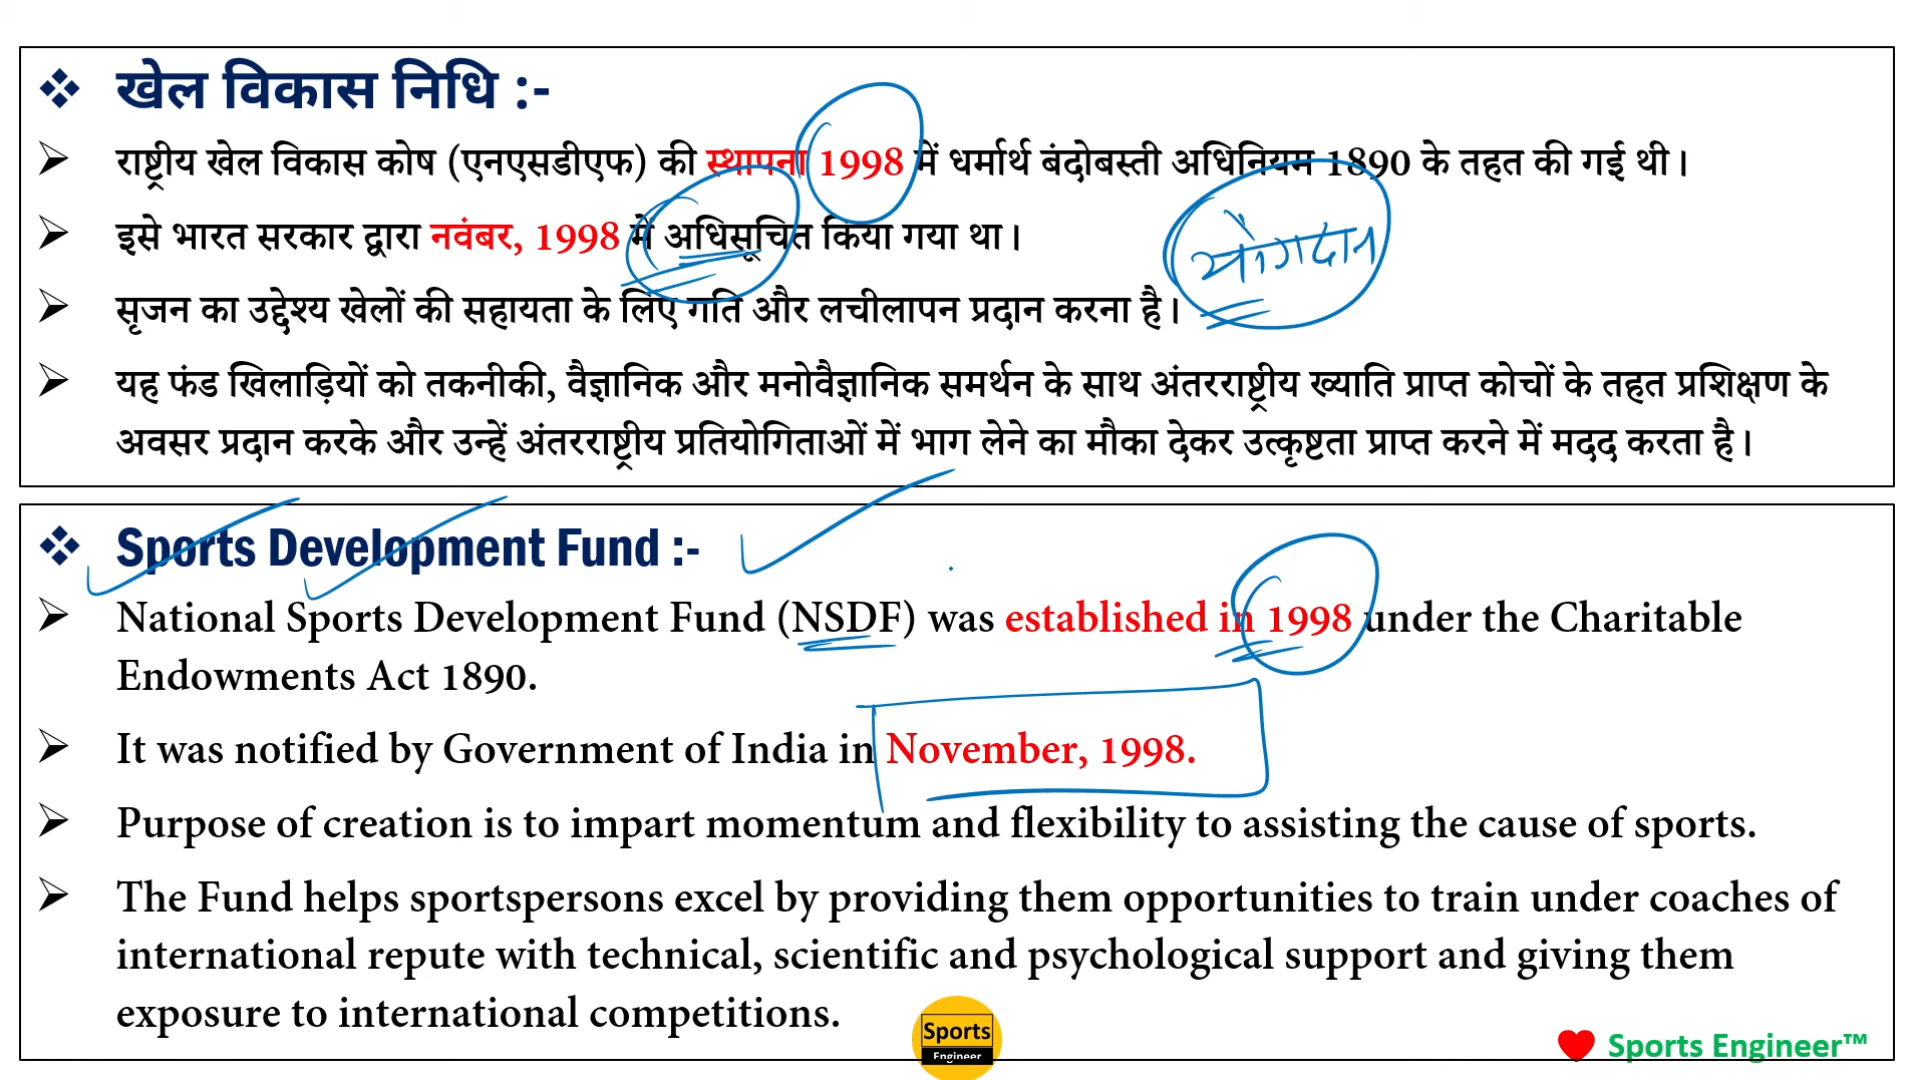 ❖ खेल विकास निधि :-
➢ राष्ट्रीय खेल विकास कोष (एनएसडीएफ) की स्थापना 1998 में धर्मार्थ बंदोबस्ती अधिनियम 1890 के तहत की गई थी।
➢ इसे भारत सरकार द्वारा नवंबर, 1998 में अधिसूचित किया गया था।
योगदान
➢ सृजन का उद्देश्य खेलों की सहायता के लिए गति और लचीलापन प्रदान करना है।
➢ यह फंड खिलाड़ियों को तकनीकी, वैज्ञानिक और मनोवैज्ञानिक समर्थन के साथ अंतरराष्ट्रीय ख्याति प्राप्त कोचों के तहत प्रशिक्षण के
अवसर प्रदान करके और उन्हें अंतरराष्ट्रीय प्रतियोगिताओं में भाग लेने का मौका देकर उत्कृष्टता प्राप्त करने में मदद करता है।
❖ Sports Development Fund :-
➢ National Sports Development Fund (NSDF) was established in 1998 under the Charitable
Endowments Act 1890.
➢ It was notified by Government of India in November, 1998.
➢ Purpose of creation is to impart momentum and flexibility to assisting the cause of sports.
➢ The Fund helps sportspersons excel by providing them opportunities to train under coaches of
international repute with technical, scientific and psychological support and giving them
exposure to international competitions.
Sports
Engineer
Sports Engineer™